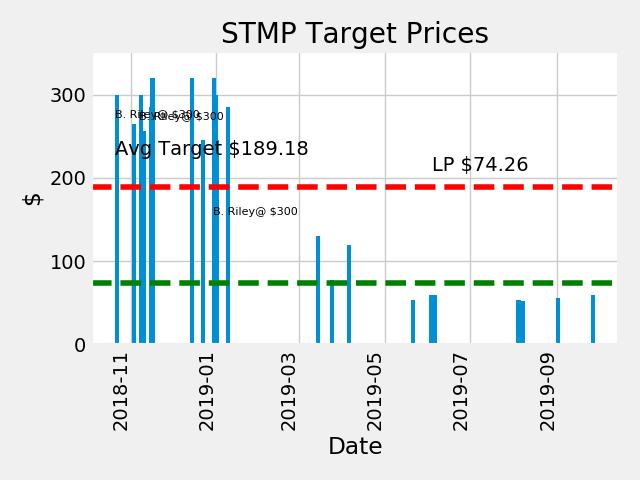 STMP Target Prices
$
300
200
100
0
B. Riley@ $300
B. Riley@ $300
Avg Target $189.18
LP $74.26
B. Riley@ $300
2018-11
2019-01
2019-03
2019-05
2019-07
2019-09
Date